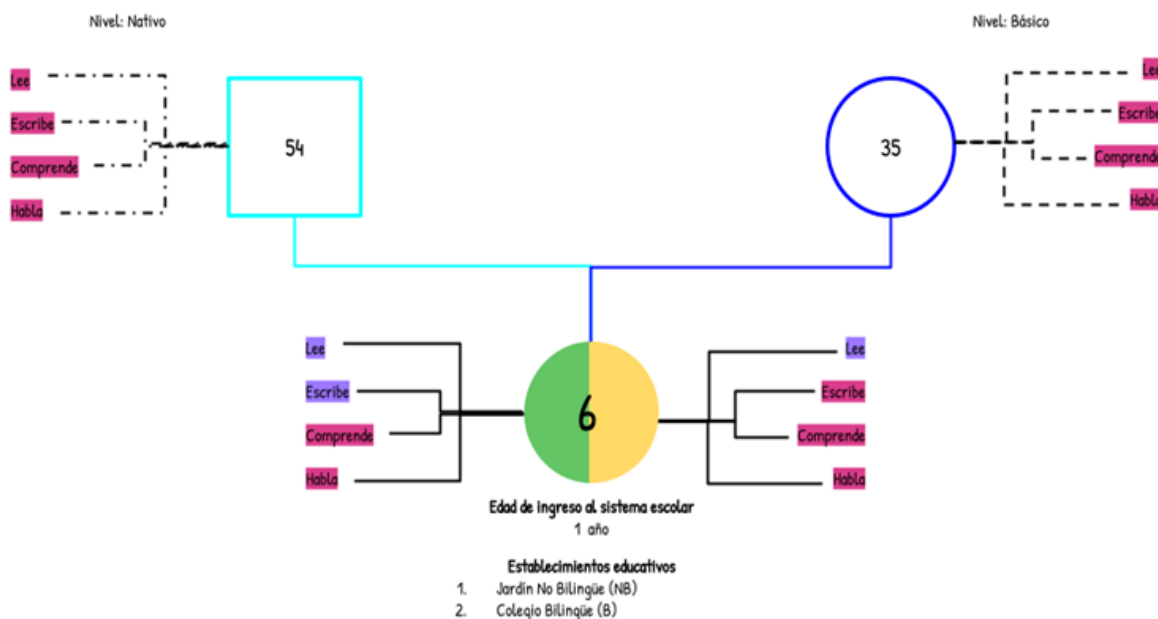 Nivel: Nativo
Nivel: Básico
Lee
Escribe
Comprende
Habla
54
35
Lee
Escribe
Comprende
Habla
Lee
Escribe
Comprende
Habla
6
Lee
Escribe
Comprende
Habla
Edad de ingreso al sistema escolar
1 año
Establecimientos educativos
1. Jardín No Bilingüe (NB)
2. Colegio Bilingüe (B)